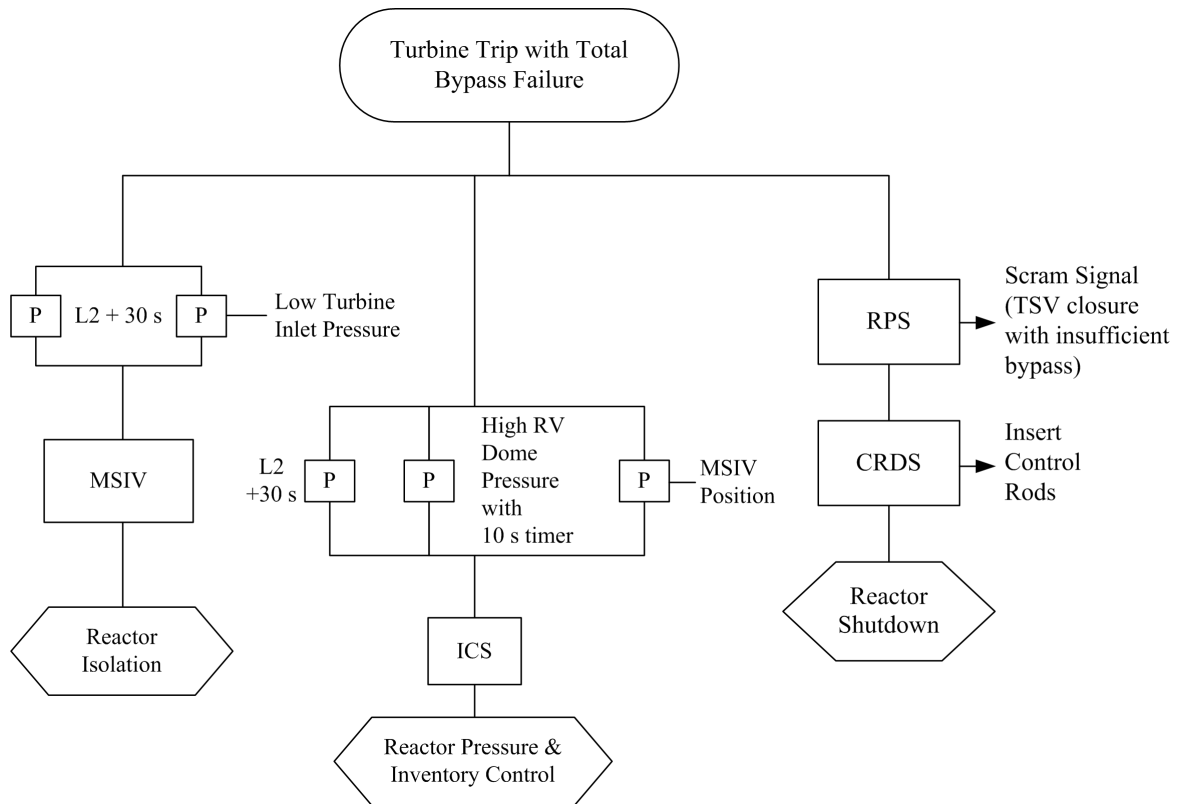 Turbine Trip with Total
Bypass Failure
P
L2 + 30 s
P
Low Turbine
Inlet Pressure
MSIV
Reactor
Isolation
L2
+30 s
P
P
High RV
Dome
Pressure
with
10 s timer
P
MSIV
Position
ICS
Reactor Pressure &
Inventory Control
RPS
Scram Signal
(TSV closure
with insufficient
bypass)
CRDS
Insert
Control
Rods
Reactor
Shutdown